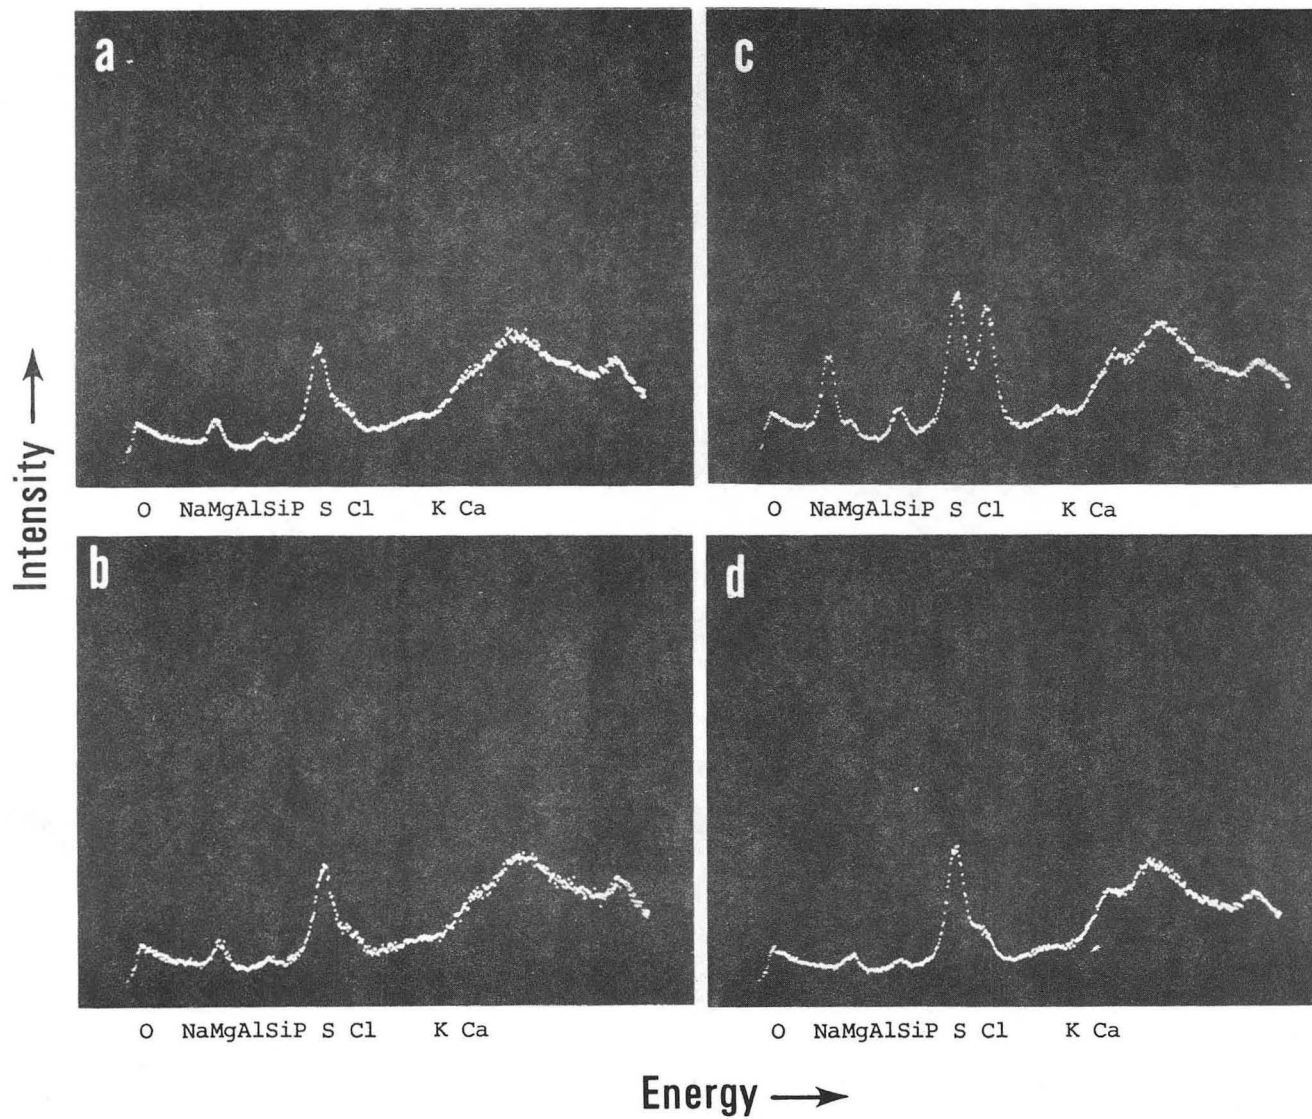 a
c
Intensity
O NaMgAlSiP S Cl K Ca
O NaMgAlSiP S Cl K Ca
b
d
O NaMgAlSiP S Cl K Ca
O NaMgAlSiP S Cl K Ca
Energy